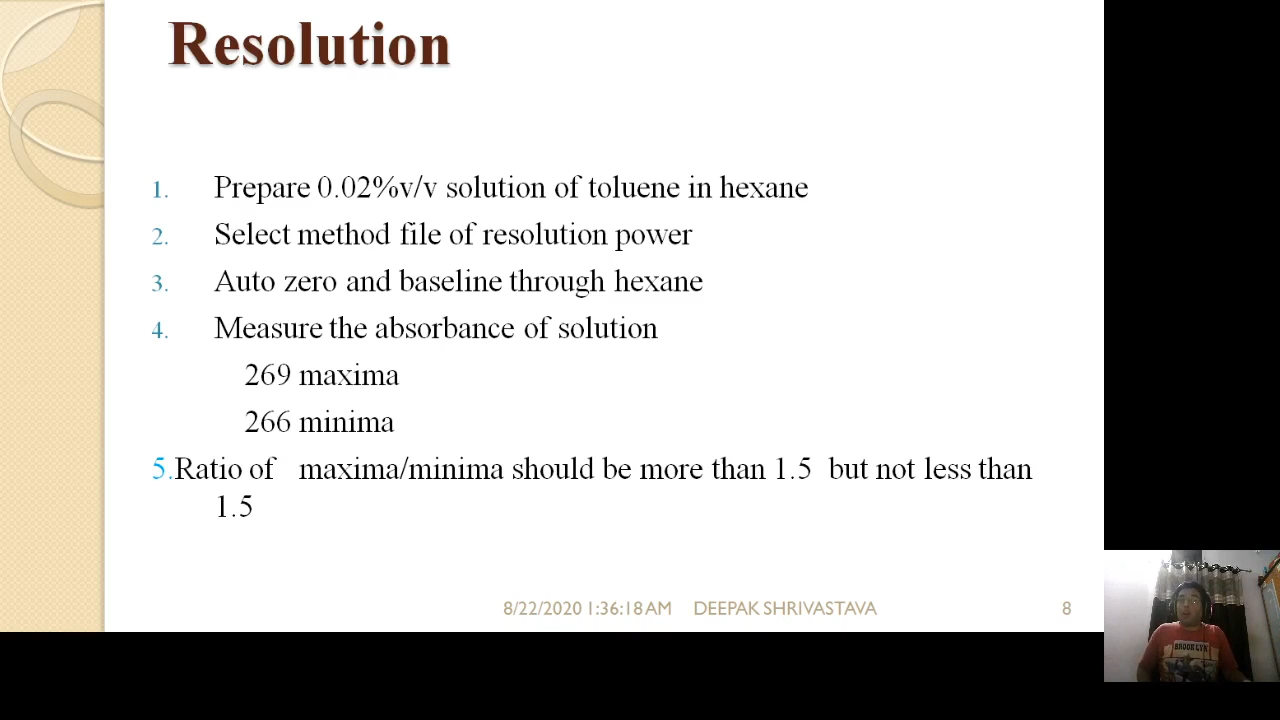 Resolution
1. Prepare 0.02%v/v solution of toluene in hexane
2. Select method file of resolution power
3. Auto zero and baseline through hexane
4. Measure the absorbance of solution
269 maxima
266 minima
5.Ratio of maxima/minima should be more than 1.5 but not less than
1.5
8/22/2020 1:36:18 AM DEEPAK SHRIVASTAVA 8
BROOKLYN